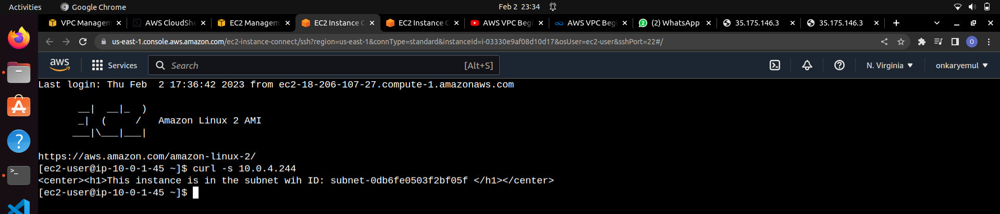 Activities Google Chrome Feb 2 23:34
VPC Managem EC2 Managem AWS CloudShe EC2 Instance C EC2 Instance C AWS VPC Begi AWS VPC Begi (2) WhatsApp 35.175.146.3 35.175.146.3
us-east-1.console.aws.amazon.com/ec2-instance-connect/ssh?region=us-east-1&connType=standard&instanceId=i-03330e9af08d10d17&osUser=ec2-user&sshPort=22#/ O
aws Services Search [Alt+S] N. Virginia onkaryemul
Last login: Thu Feb  2 17:36:42 2023 from ec2-18-206-107-27.compute-1.amazonaws.com
       __|  __|_  )
       _|  (     /   Amazon Linux 2 AMI
      ___|\___|___|
https://aws.amazon.com/amazon-linux-2/
[ec2-user@ip-10-0-1-45 ~]$ curl -s 10.0.4.244
<center><h1>This instance is in the subnet wih ID: subnet-0db6fe0503f2bf05f </h1></center>
[ec2-user@ip-10-0-1-45 ~]$